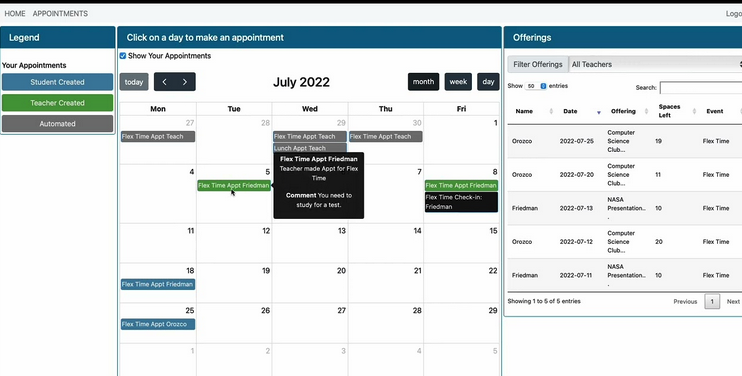 HOME APPOINTMENTS
Logo
Legend
Your Appointments
Student Created
Teacher Created
Automated
Click on a day to make an appointment
Show Your Appointments
today
July 2022
month week day
Mon Tue Wed Thu Fri
27 28 29 30 1
Flex Time Appt Teach
Flex Time Appt Teach
Flex Time Appt Teach
Lunch Appt Teach
4 5 7 8
Flex Time Appt Friedman
Flex Time Appt Friedman
Flex Time Check-in:
Friedman
Flex Time Appt Friedman
Teacher made Appt for Flex
Time
Comment You need to
study for a test.
11 12 13 14 15
18 19 20 21 22
Flex Time Appt Friedman
25 26 27 28 29
Flex Time Appt Orozco
1 2 3 4 5
Offerings
Filter Offerings All Teachers
Show 50 entries
Search:
Name Date Offering Spaces
Left Event
Orozco 2022-07-25 Computer
Science
Club... 19 Flex Time
Orozco 2022-07-20 Computer
Science
Club... 11 Flex Time
Friedman 2022-07-13 NASA
Presentation..
. 10 Flex Time
Orozco 2022-07-12 Computer
Science
Club... 20 Flex Time
Friedman 2022-07-11 NASA
Presentation..
. 10 Flex Time
Showing 1 to 5 of 5 entries
Previous 1 Next